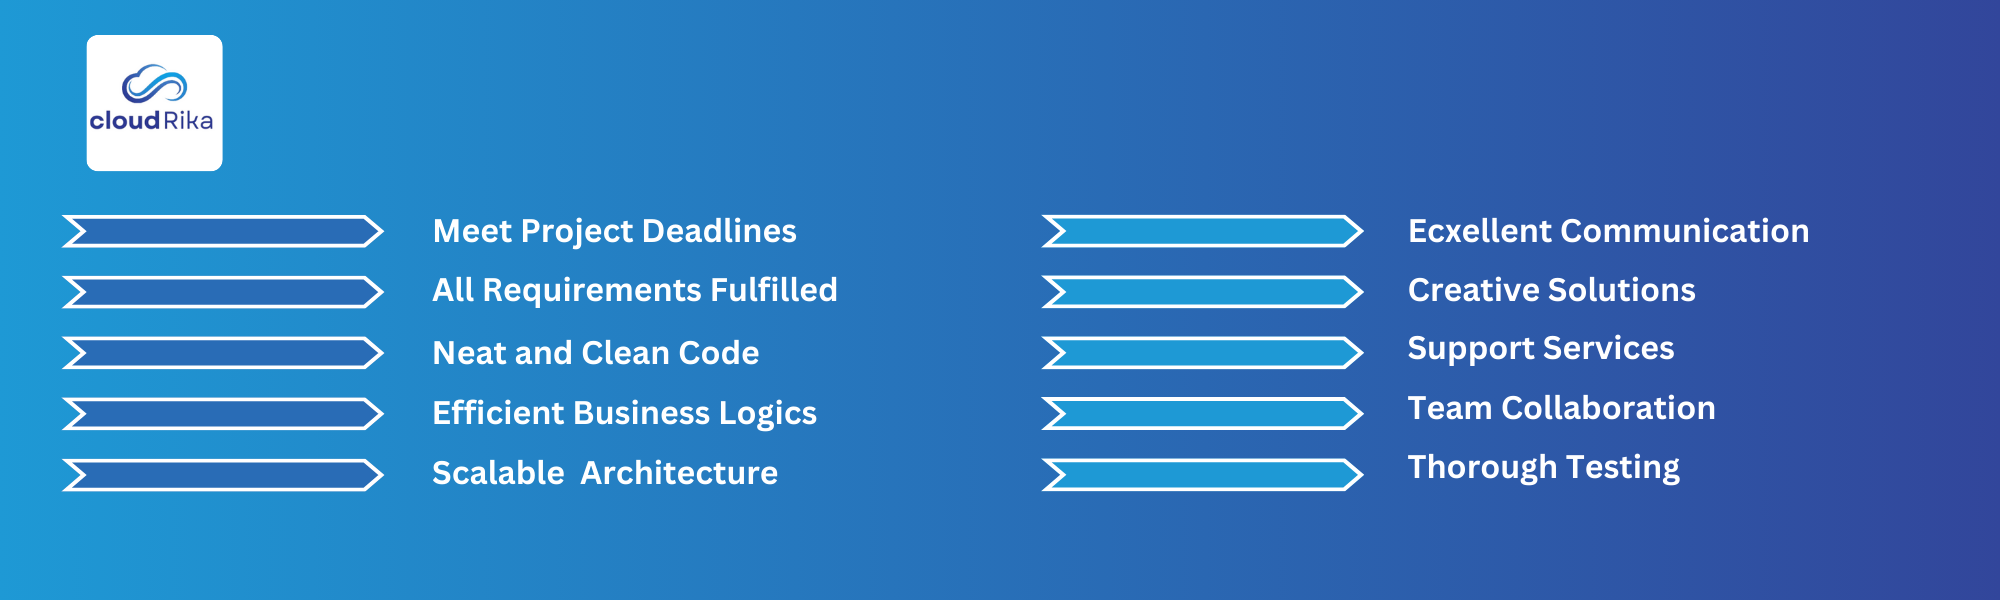 cloudRika
Meet Project Deadlines
All Requirements Fulfilled
Neat and Clean Code
Efficient Business Logics
Scalable  Architecture
Ecxellent Communication
Creative Solutions
Support Services
Team Collaboration
Thorough Testing